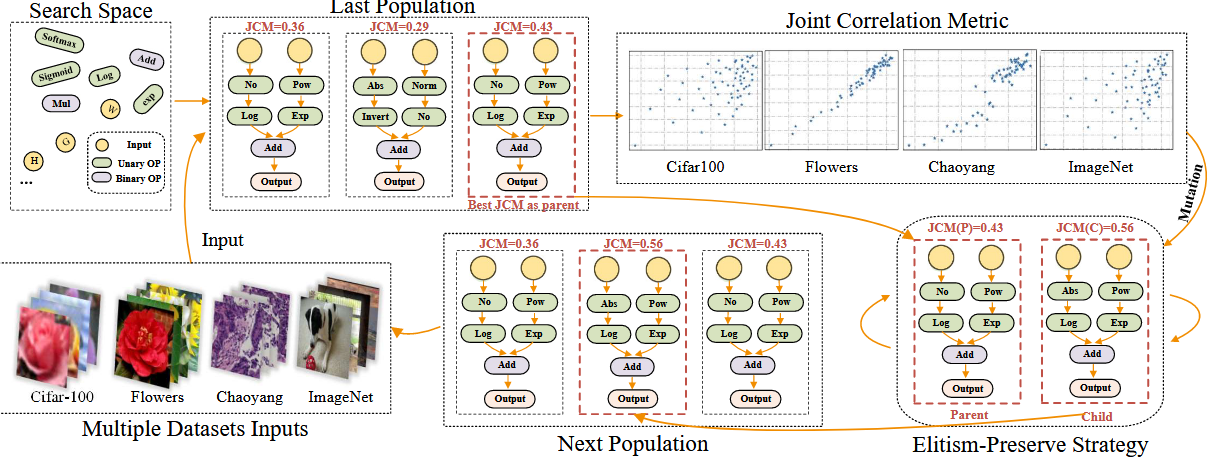 Search Space
Softmax
Add
Sigmoid
Log
Mul
W
exp
G
H
...
Input
Unary OP
Binary OP
Last Population
JCM=0.36
No
Pow
Log
Exp
Add
Output
JCM=0.29
Abs
Norm
Invert
No
Add
Output
JCM=0.43
No
Pow
Log
Exp
Add
Output
Best JCM as parent
Joint Correlation Metric
Cifar100
Flowers
Chaoyang
ImageNet
Mutation
Input
Cifar-100
Flowers
Chaoyang
ImageNet
Multiple Datasets Inputs
JCM=0.36
No
Pow
Log
Exp
Add
Output
JCM=0.56
Abs
Pow
Log
Exp
Add
Output
JCM=0.43
No
Pow
Log
Exp
Add
Output
Next Population
JCM(P)=0.43
No
Pow
Log
Exp
Add
Output
Parent
JCM(C)=0.56
Abs
Pow
Log
Exp
Add
Output
Child
Elitism-Preserve Strategy